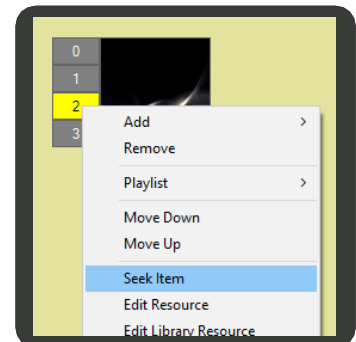 0
1
2
3
Add
Remove
Playlist
Move Down
Move Up
Seek Item
Edit Resource
Edit Library Resource